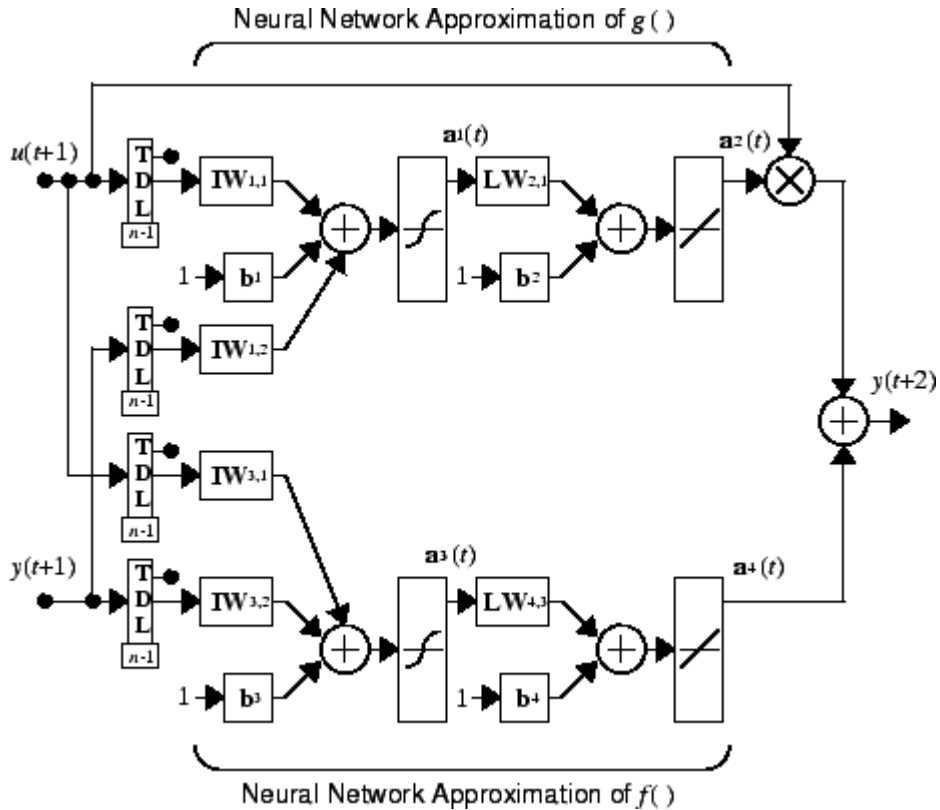 Neural Network Approximation of g ( )
a1(t)
a2 (t)
u(t+1)
T
D
L
n-1
IW1,1
LW2,1
1
b1
1
b2
T
D
L
n-1
IW1,2
y(t+2)
T
D
L
n-1
IW3,1
y(t+1)
T
D
L
n-1
IW3,2
a3 (t)
LW4,3
a4 (t)
1
b3
1
b4
Neural Network Approximation of f( )